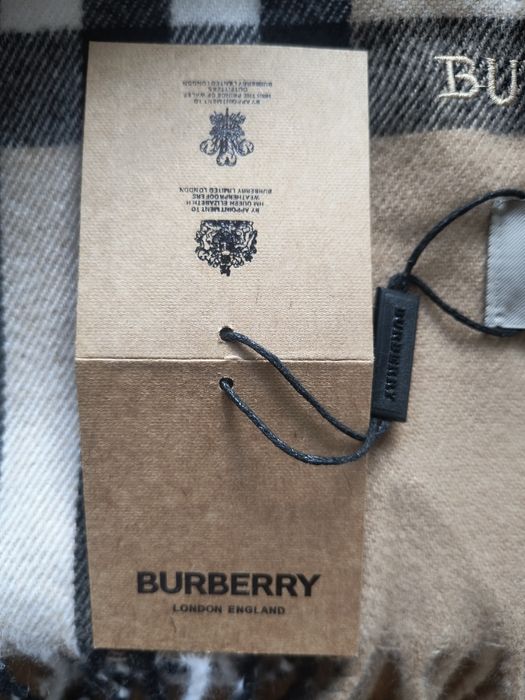 BY APPOINTMENT TO
HM QUEEN ELIZABETH II
WEATHERPROOFERS
BURBERRY LIMITED LONDON
BY APPOINTMENT TO
HRH THE PRINCE OF WALES
OUTFITTERS
BURBERRY LIMITED LONDON
BU
BURBERRY
BURBERRY
LONDON ENGLAND